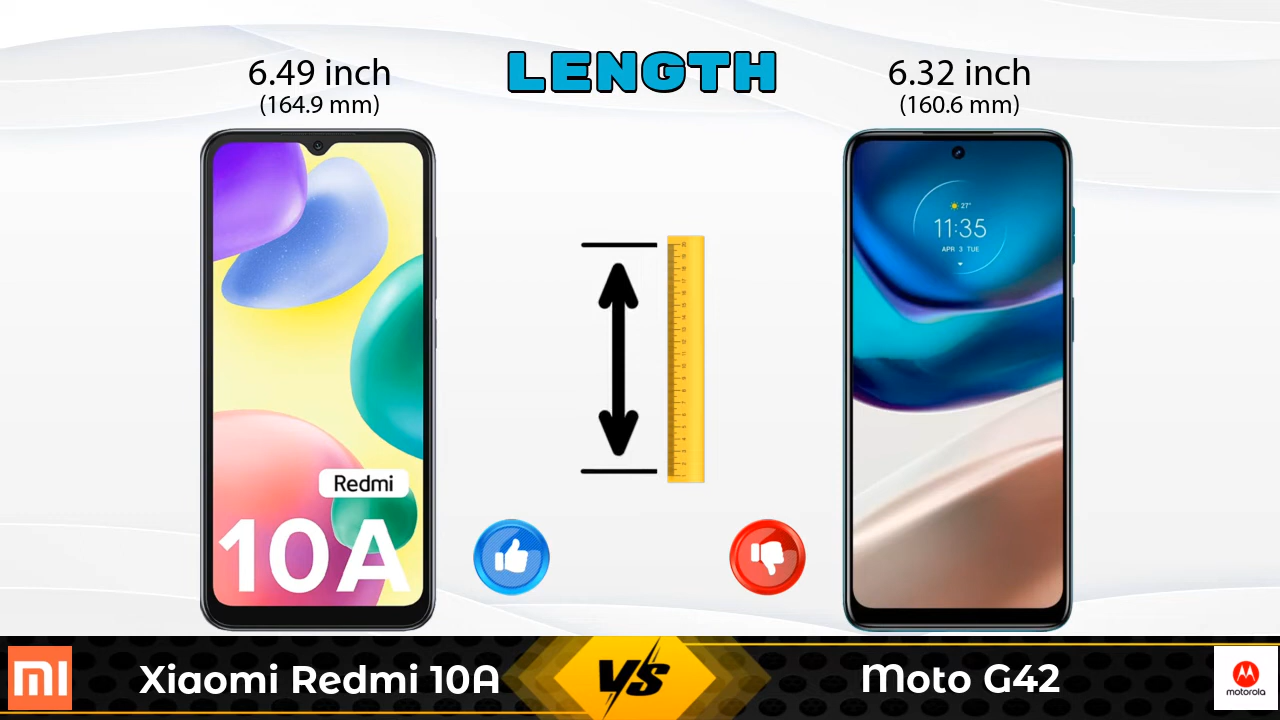 LENGTH
6.49 inch
(164.9 mm)
6.32 inch
(160.6 mm)
27°
11:35
APR 3 TUE
Redmi
10A
mi
Xiaomi Redmi 10A
VS
Moto G42
motorola